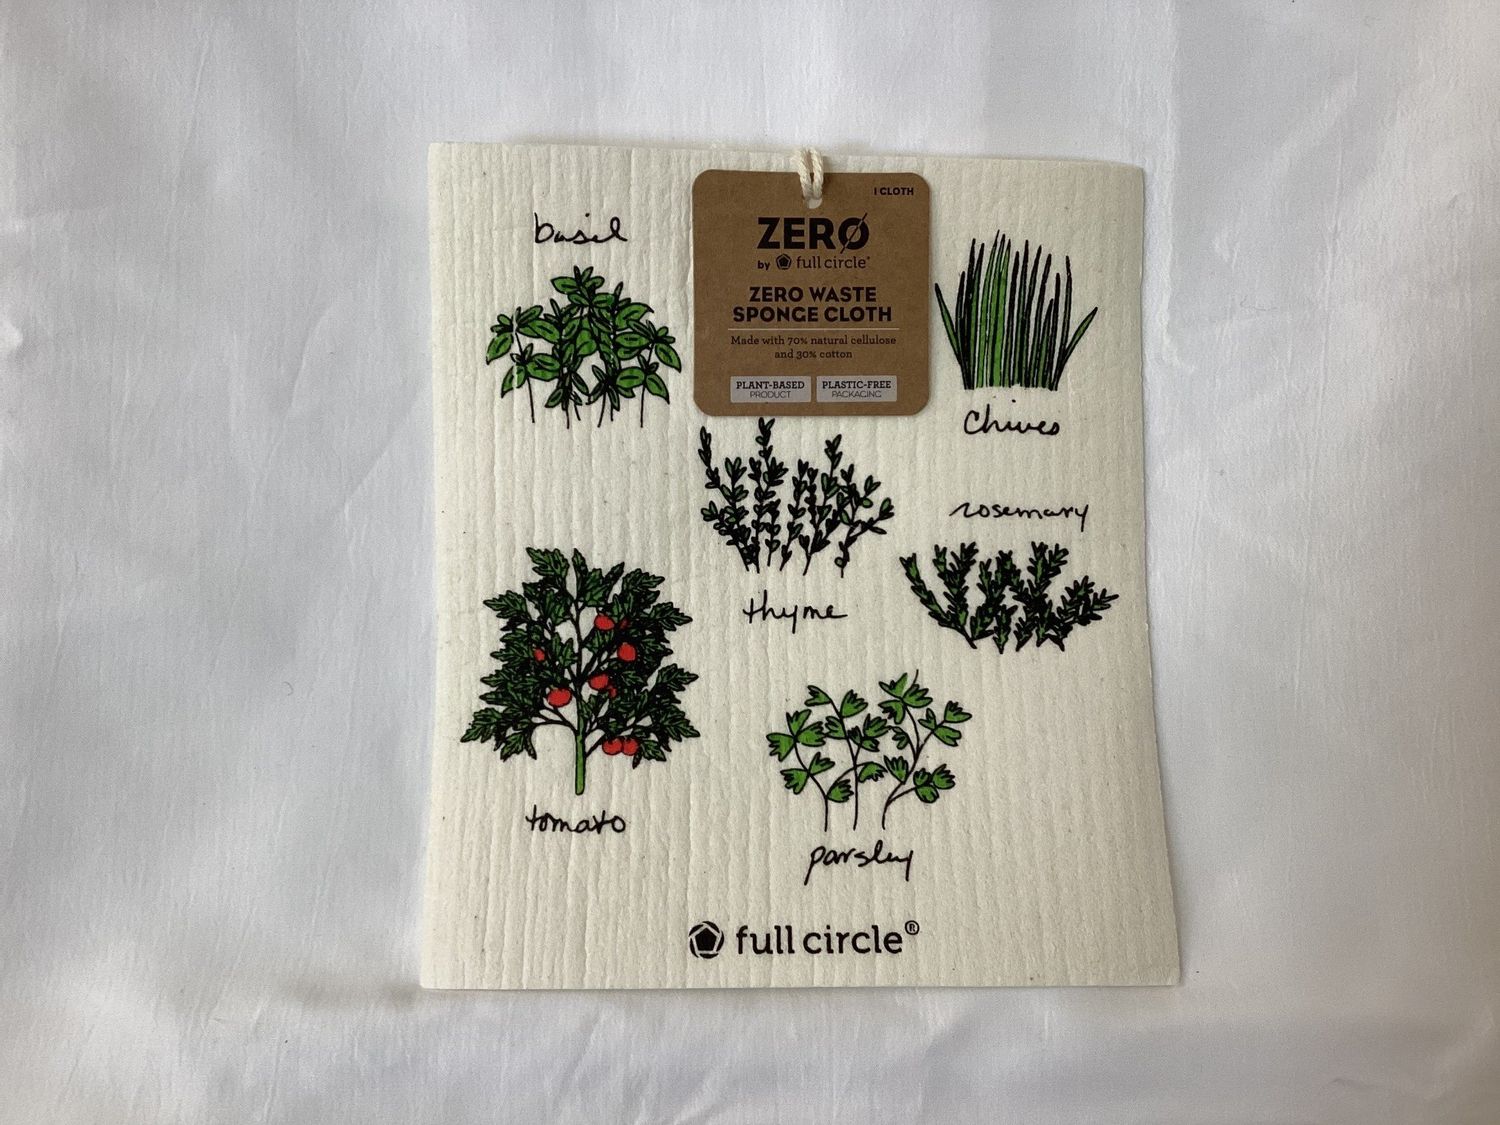 basil
1 CLOTH
ZERO
by full circle®
ZERO WASTE
SPONGE CLOTH
Made with 70% natural cellulose
and 30% cotton
PLANT-BASED
PRODUCT
PLASTIC-FREE
PACKAGING
Chives
rosemary
thyme
tomato
parsley
full circle®